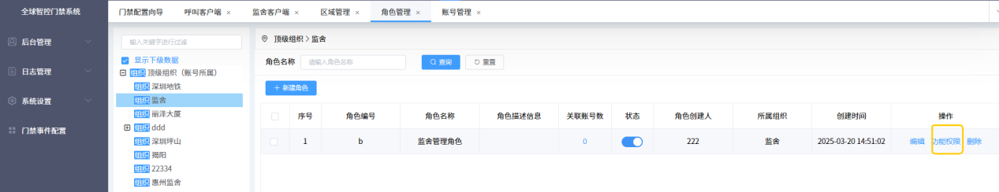 全球智控门禁系统
门禁配置向导 呼叫客户端 × 监舍客户端 × 区域管理 × 角色管理 × 账号管理 ×
后台管理
日志管理
系统设置
门禁事件配置
输入关键字进行过滤
显示下级数据
组织 顶级组织（账号所属）
组织 深圳地铁
组织 监舍
组织 丽泽大厦
组织 ddd
组织 深圳坪山
组织 揭阳
组织 22334
组织 惠州监舍
顶级组织 > 监舍
角色名称 请输入角色名称 查询 重置
+ 新建角色
序号 角色编号 角色名称 角色描述信息 关联账号数 状态 角色创建人 所属组织 创建时间 操作
1 b 监舍管理角色 0 222 监舍 2025-03-20 14:51:02 编辑 功能权限 删除